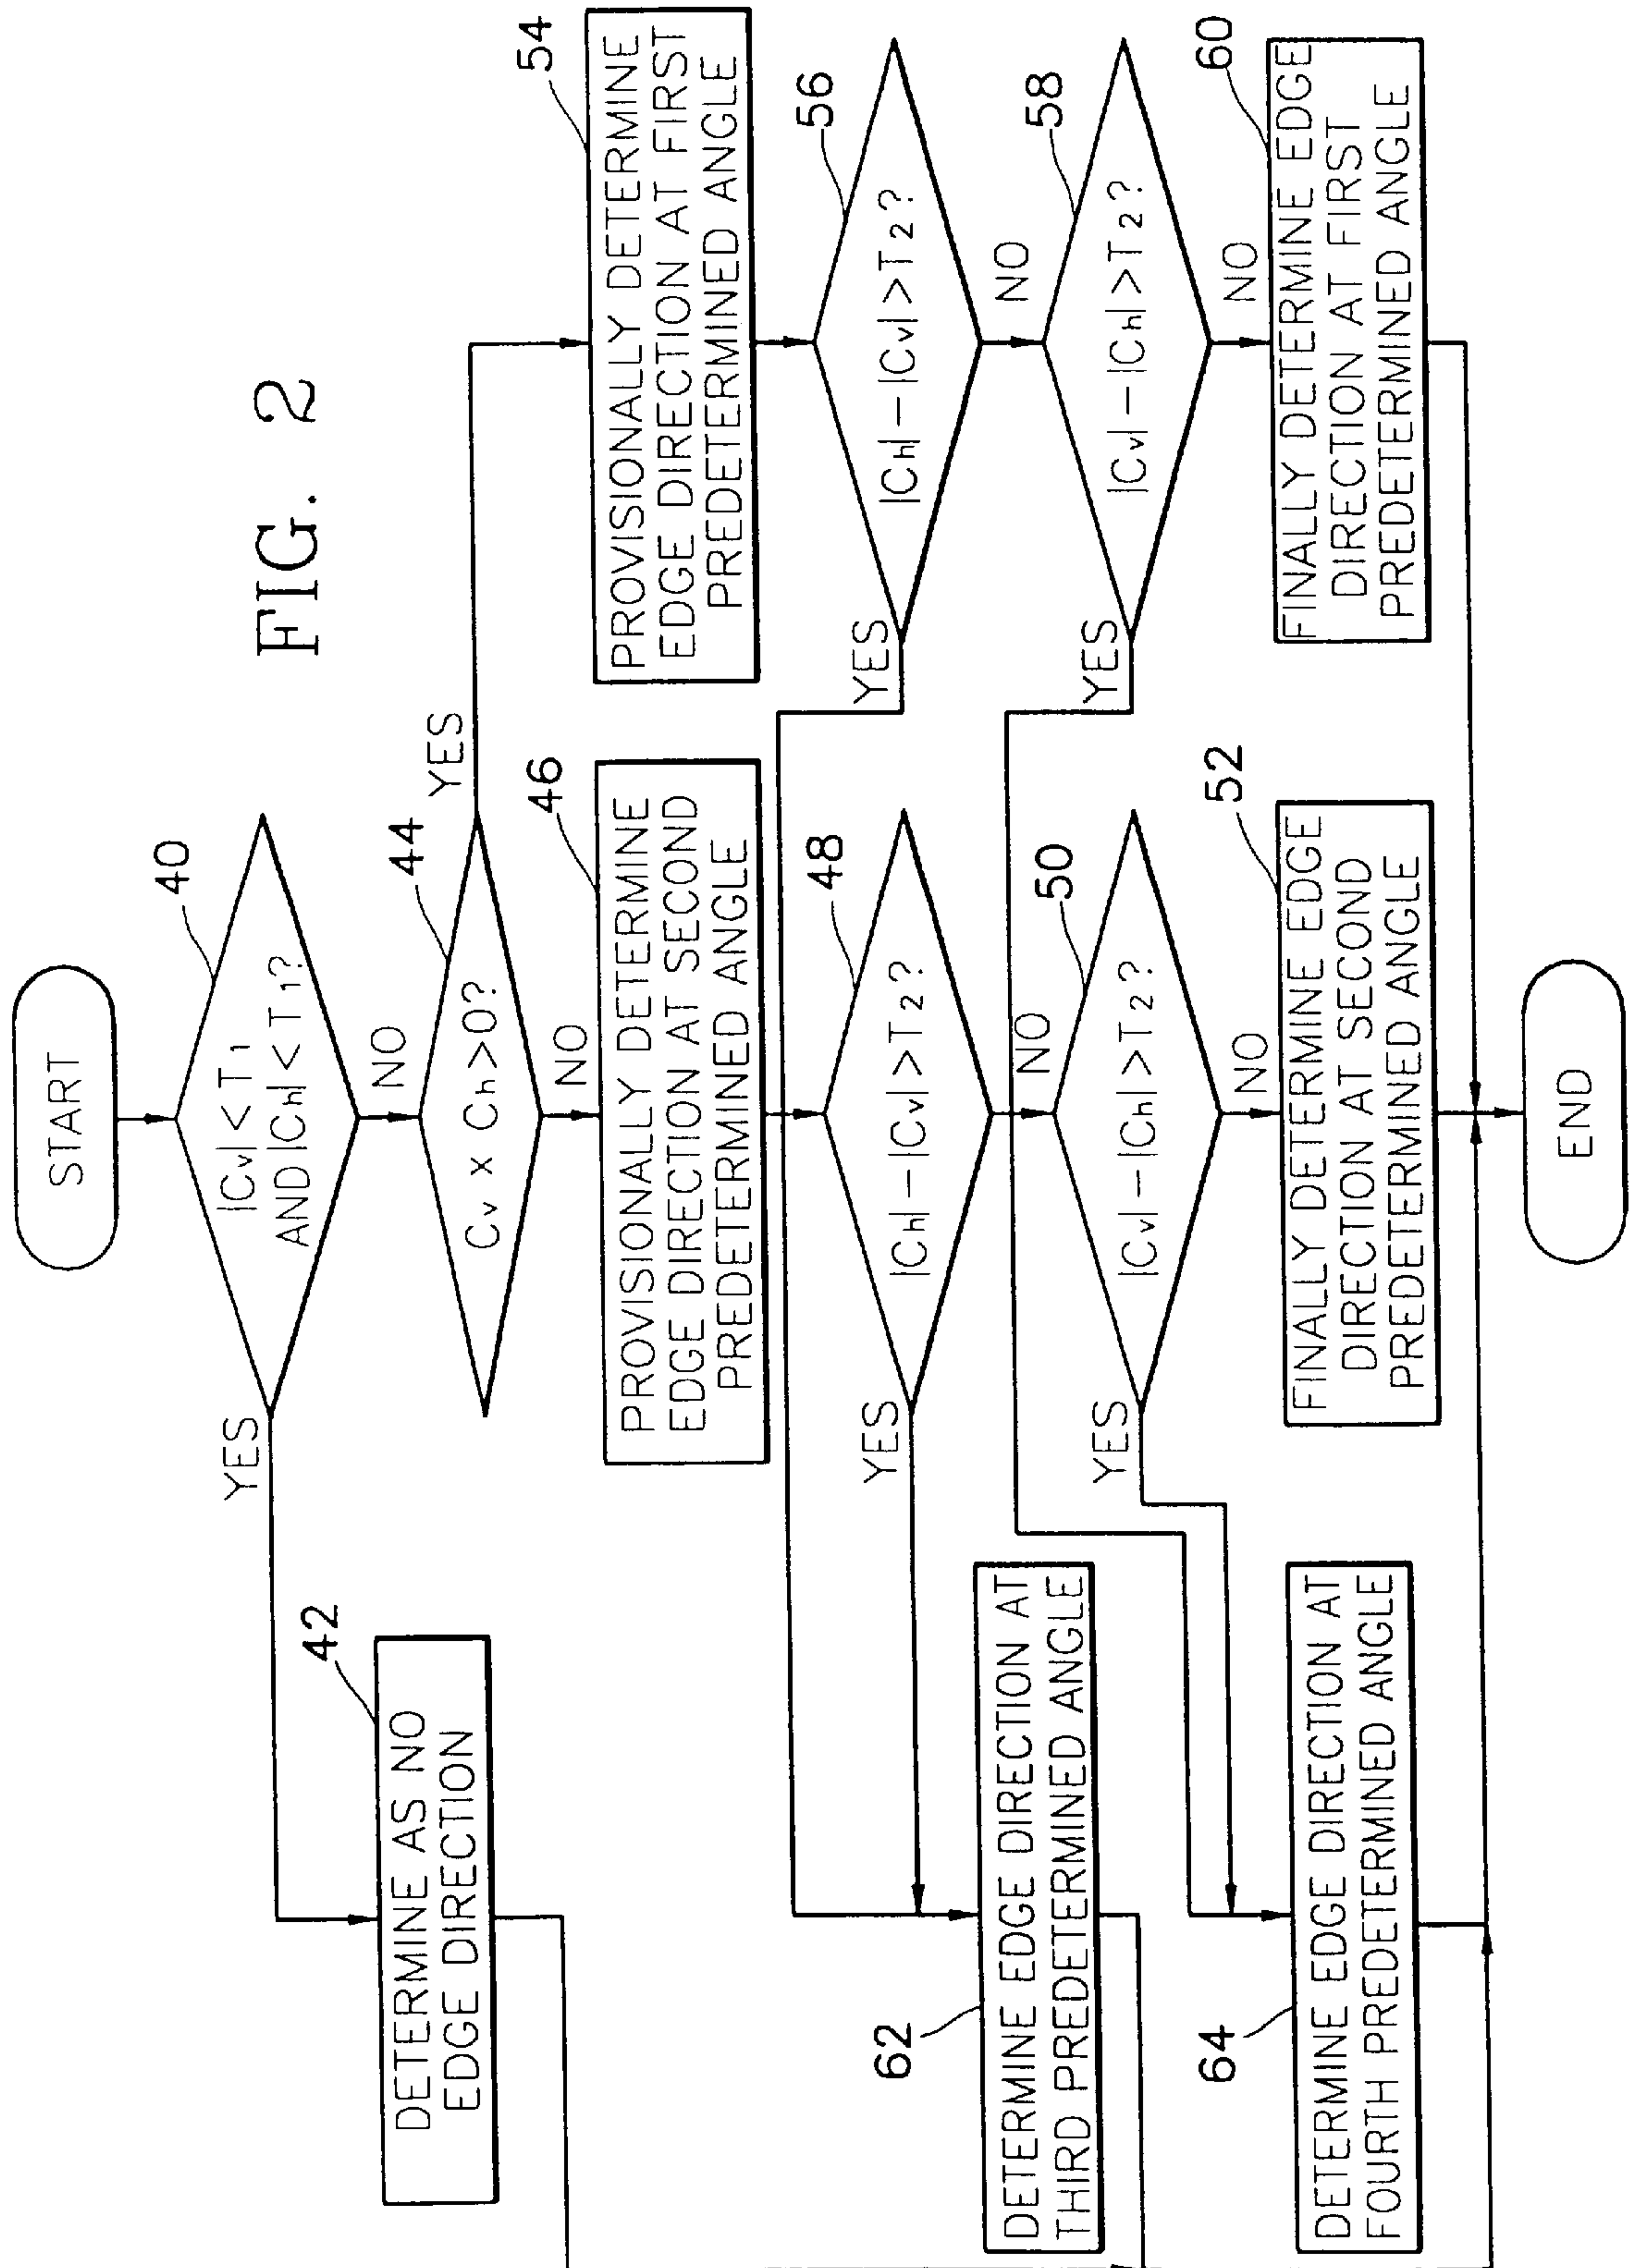 FIG. 2
START
40
|Cv|<T1
AND|Ch|<T1?
YES
NO
42
DETERMINE AS NO
EDGE DIRECTION
44
Cv x Ch>0?
YES
NO
46
PROVISIONALLY DETERMINE
EDGE DIRECTION AT SECOND
PREDETERMINED ANGLE
54
PROVISIONALLY DETERMINE
EDGE DIRECTION AT FIRST
PREDETERMINED ANGLE
48
|Ch|-|Cv|>T2?
YES
NO
56
|Ch|-|Cv|>T2?
YES
NO
62
DETERMINE EDGE DIRECTION AT
THIRD PREDETERMINED ANGLE
50
|Cv|-|Ch|>T2?
YES
NO
58
|Cv|-|Ch|>T2?
YES
NO
64
DETERMINE EDGE DIRECTION AT
FOURTH PREDETERMINED ANGLE
52
FINALLY DETERMINE EDGE
DIRECTION AT SECOND
PREDETERMINED ANGLE
60
FINALLY DETERMINE EDGE
DIRECTION AT FIRST
PREDETERMINED ANGLE
END